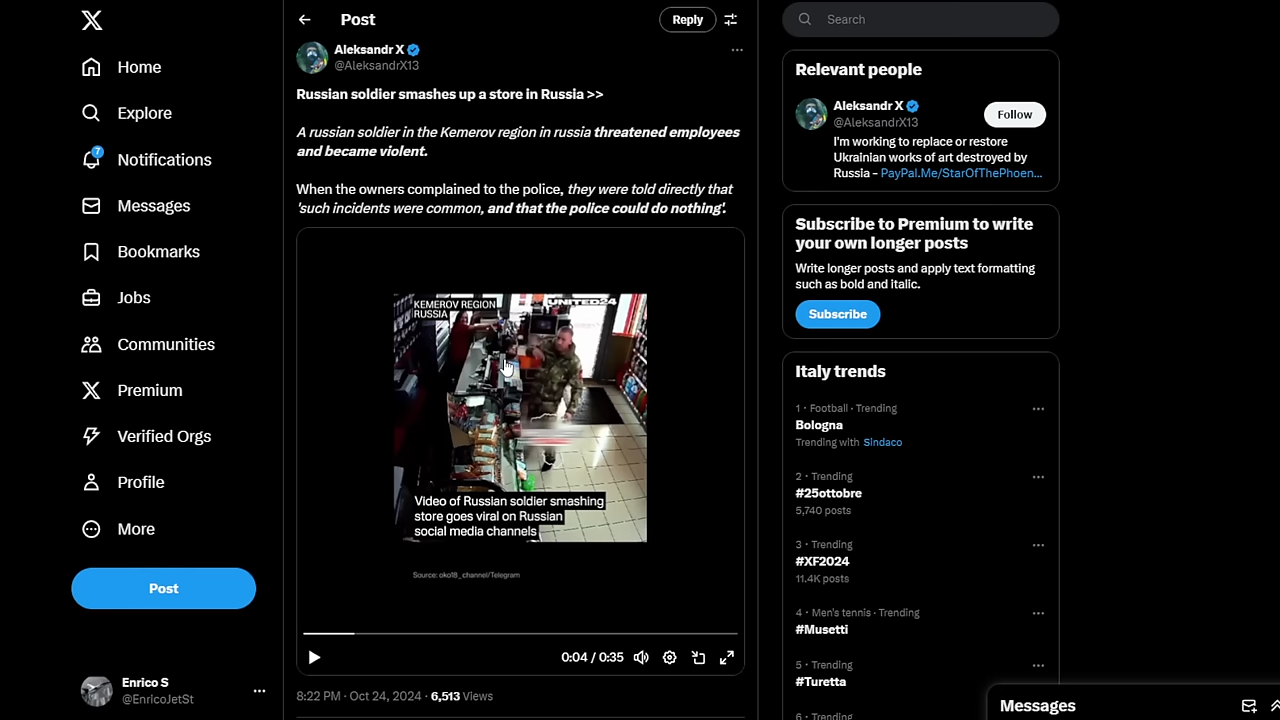 Home
Explore
7
Notifications
Messages
Bookmarks
Jobs
Communities
Premium
Verified Orgs
Profile
More
Post
Enrico S
@EnricoJetSt
Post
Reply
Aleksandr X
@AleksandrX13
Russian soldier smashes up a store in Russia >>
A russian soldier in the Kemerov region in russia threatened employees
and became violent.
When the owners complained to the police, they were told directly that
'such incidents were common, and that the police could do nothing'.
KEMEROV REGION
RUSSIA
UNITED24
Video of Russian soldier smashing
store goes viral on Russian
social media channels
Source: oko18_channel/Telegram
0:04 / 0:35
8:22 PM · Oct 24, 2024 · 6,513 Views
Search
Relevant people
Aleksandr X
@AleksandrX13
Follow
I'm working to replace or restore
Ukrainian works of art destroyed by
Russia – PayPal.Me/StarOfThePhoen...
Subscribe to Premium to write
your own longer posts
Write longer posts and apply text formatting
such as bold and italic.
Subscribe
Italy trends
1 · Football · Trending
Bologna
Trending with Sindaco
2 · Trending
#25ottobre
5,740 posts
3 · Trending
#XF2024
11.4K posts
4 · Men's tennis · Trending
#Musetti
5 · Trending
#Turetta
Messages